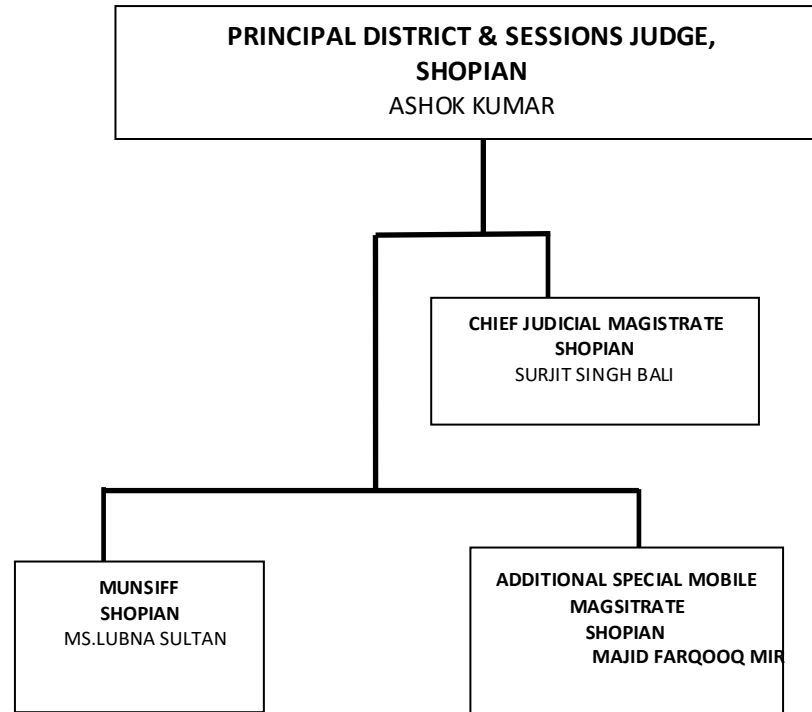 PRINCIPAL DISTRICT & SESSIONS JUDGE,
SHOPIAN
ASHOK KUMAR
CHIEF JUDICIAL MAGISTRATE
SHOPIAN
SURJIT SINGH BALI
MUNSIFF
SHOPIAN
MS.LUBNA SULTAN
ADDITIONAL SPECIAL MOBILE
MAGSITRATE
SHOPIAN
MAJID FARQOOQ MIR